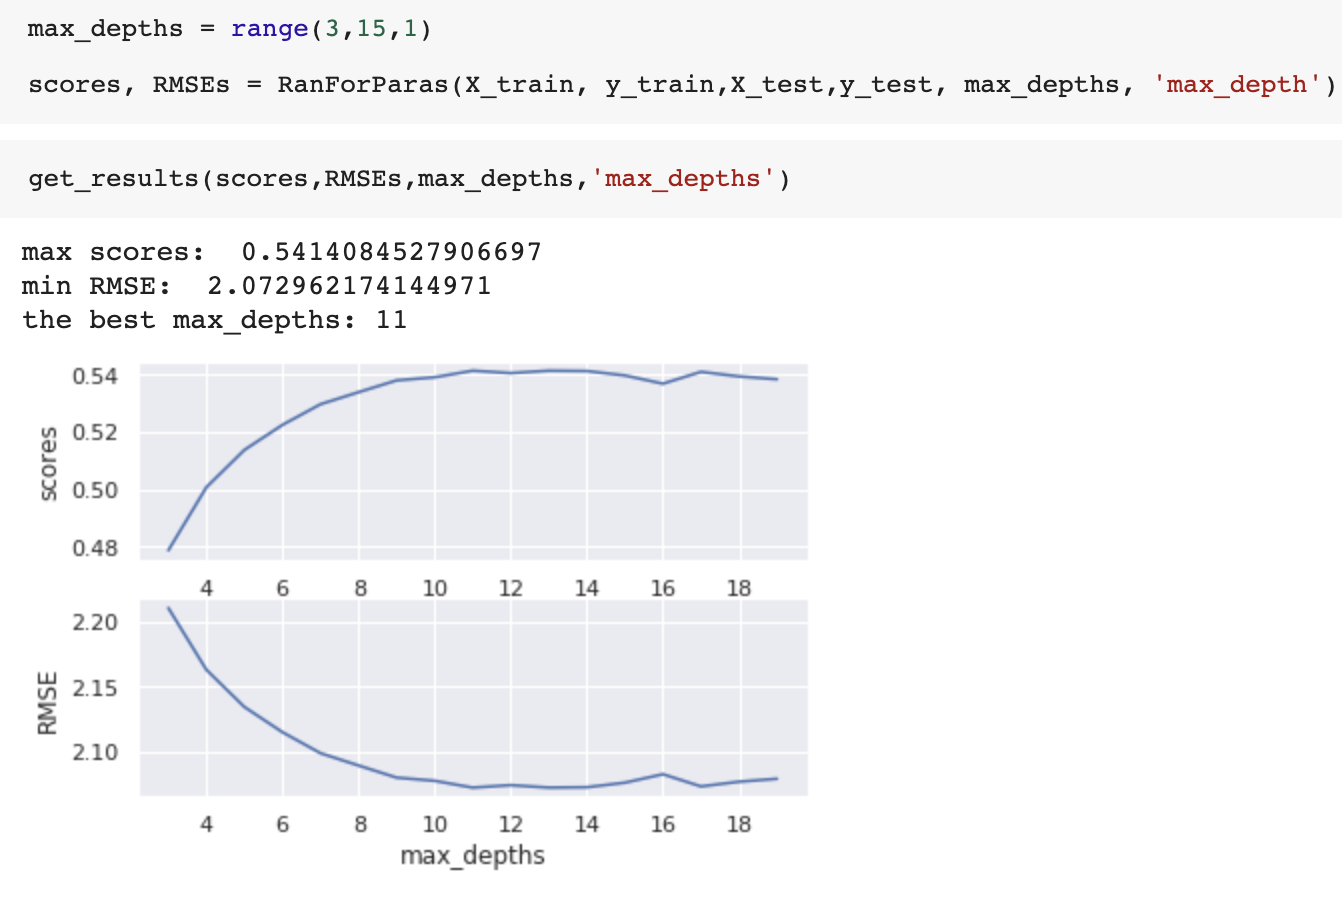 max_depths = range(3,15,1)
scores, RMSEs = RanForParas(X_train, y_train,X_test,y_test, max_depths, 'max_depth')
get_results(scores,RMSEs,max_depths,'max_depths')
max scores:  0.5414084527906697
min RMSE:  2.072962174144971
the best max_depths: 11
0.54
0.52
0.50
0.48
scores
4 6 8 10 12 14 16 18
2.20
2.15
2.10
RMSE
4 6 8 10 12 14 16 18
max_depths